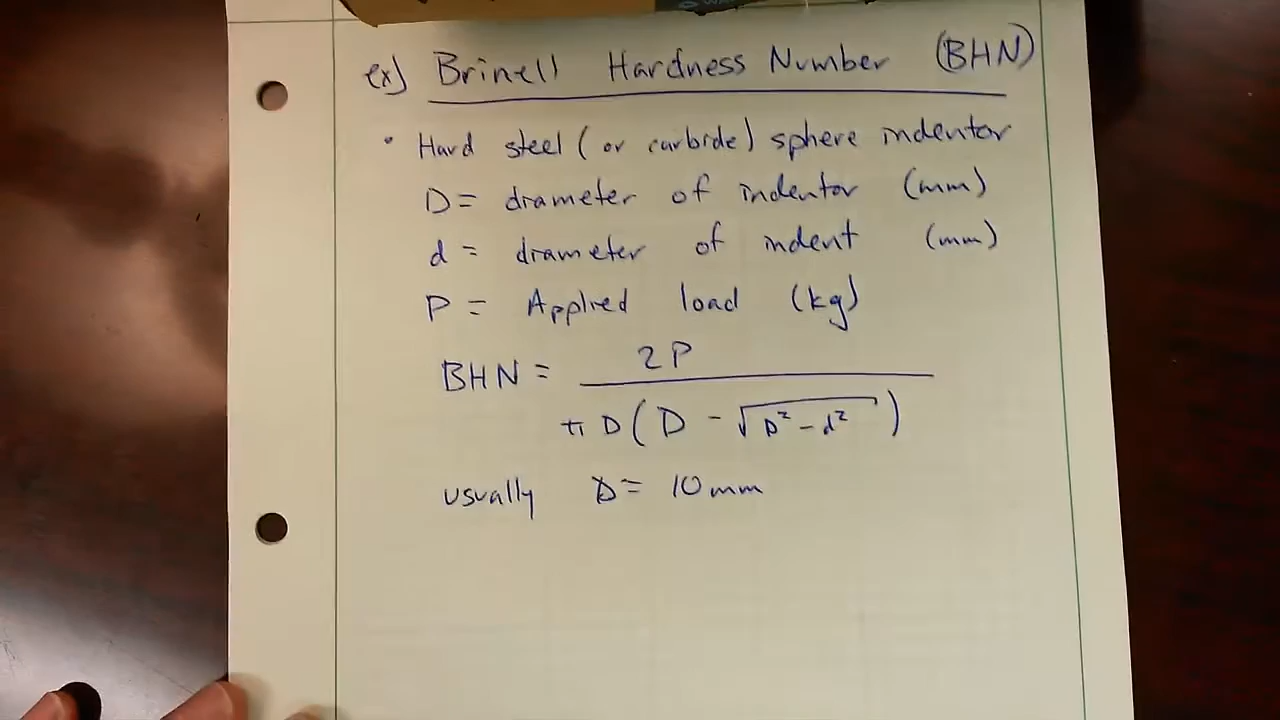 ex) Brinell Hardness Number (BHN)
• Hard steel (or carbide) sphere indentor
D = diameter of indentor (mm)
d = diameter of indent (mm)
P = Applied load (kg)
BHN = 2P / π D (D - √(D² - d²))
usually D = 10 mm